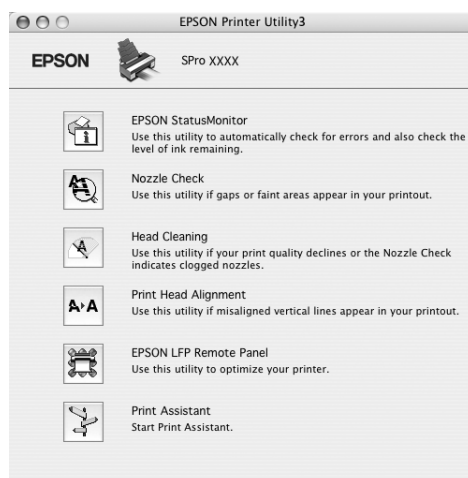 EPSON Printer Utility3
EPSON SPro XXXX
EPSON StatusMonitor
Use this utility to automatically check for errors and also check the
level of ink remaining.
Nozzle Check
Use this utility if gaps or faint areas appear in your printout.
Head Cleaning
Use this utility if your print quality declines or the Nozzle Check
indicates clogged nozzles.
A A
Print Head Alignment
Use this utility if misaligned vertical lines appear in your printout.
EPSON LFP Remote Panel
Use this utility to optimize your printer.
Print Assistant
Start Print Assistant.